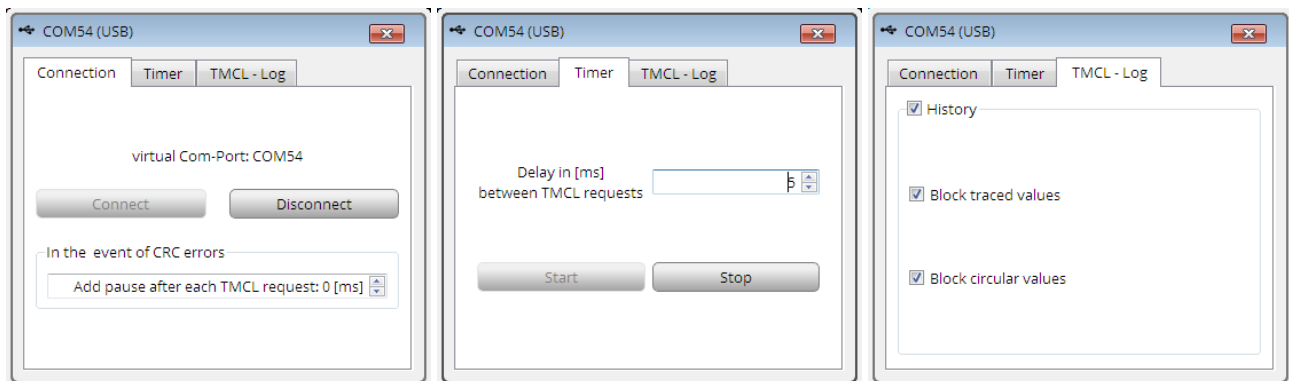 COM54 (USB)
Connection Timer TMCL - Log
virtual Com-Port: COM54
Connect Disconnect
In the event of CRC errors
Add pause after each TMCL request: 0 [ms]
COM54 (USB)
Connection Timer TMCL - Log
Delay in [ms]
between TMCL requests
5
Start Stop
COM54 (USB)
Connection Timer TMCL - Log
History
Block traced values
Block circular values